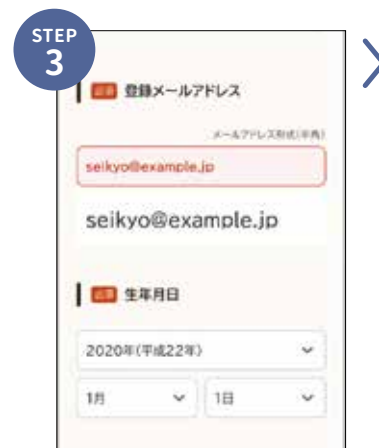 STEP
3
必須 登録メールアドレス
メールアドレス形式(半角)
seikyo@example.jp
seikyo@example.jp
必須 生年月日
2020年(平成22年)
1月 1日